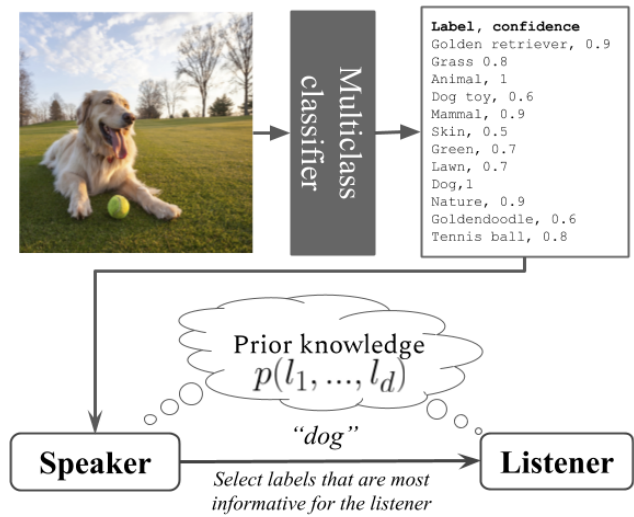 Multiclass
classifier
Label, confidence
Golden retriever, 0.9
Grass 0.8
Animal, 1
Dog toy, 0.6
Mammal, 0.9
Skin, 0.5
Green, 0.7
Lawn, 0.7
Dog,1
Nature, 0.9
Goldendoodle, 0.6
Tennis ball, 0.8
Prior knowledge
p(l₁, ..., l_d)
"dog"
Speaker
Listener
Select labels that are most
informative for the listener